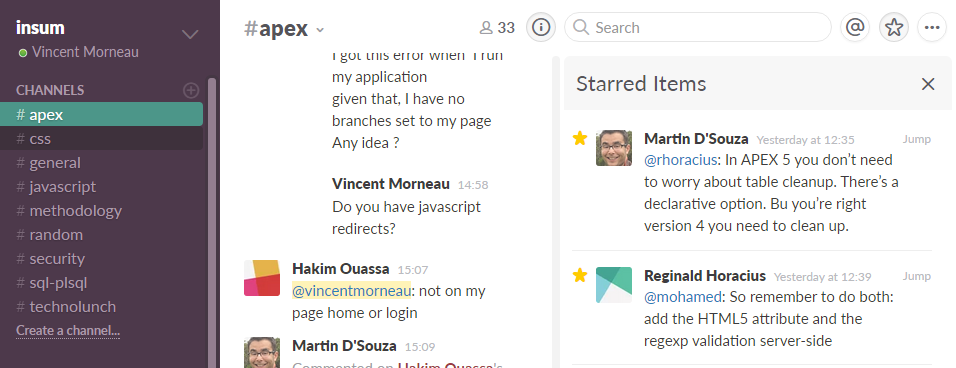 insum
Vincent Morneau
CHANNELS
# apex
# css
# general
# javascript
# methodology
# random
# security
# sql-plsql
# technolunch
Create a channel...
#apex
33
Search
I got this error when I run
my application
given that, I have no
branches set to my page
Any idea ?
Vincent Morneau 14:58
Do you have javascript
redirects?
Hakim Ouassa 15:07
@vincentmorneau: not on my
page home or login
Martin D'Souza 15:09
Commented on Hakim Ouassa's
Starred Items
Martin D'Souza Yesterday at 12:35 Jump
@rhoracius: In APEX 5 you don't need
to worry about table cleanup. There's a
declarative option. Bu you're right
version 4 you need to clean up.
Reginald Horacius Yesterday at 12:39 Jump
@mohamed: So remember to do both:
add the HTML5 attribute and the
regexp validation server-side